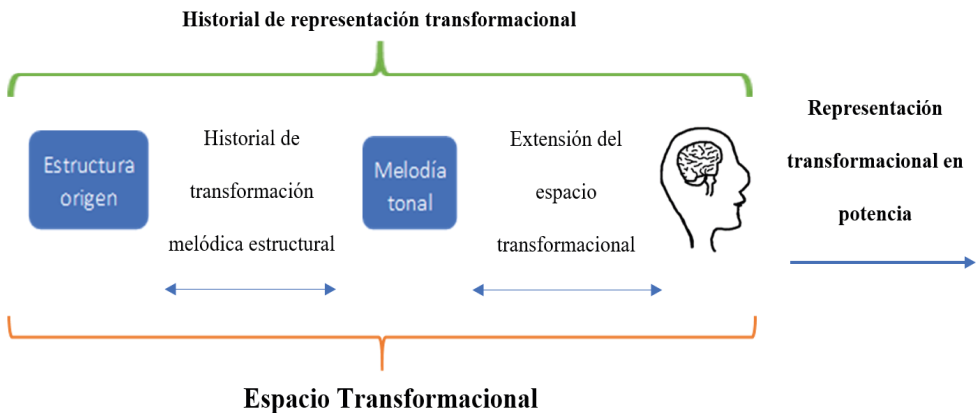 Historial de representación transformacional
Estructura
origen
Historial de
transformación
melódica estructural
Melodía
tonal
Extensión del
espacio
transformacional
Representación
transformacional en
potencia
Espacio Transformacional